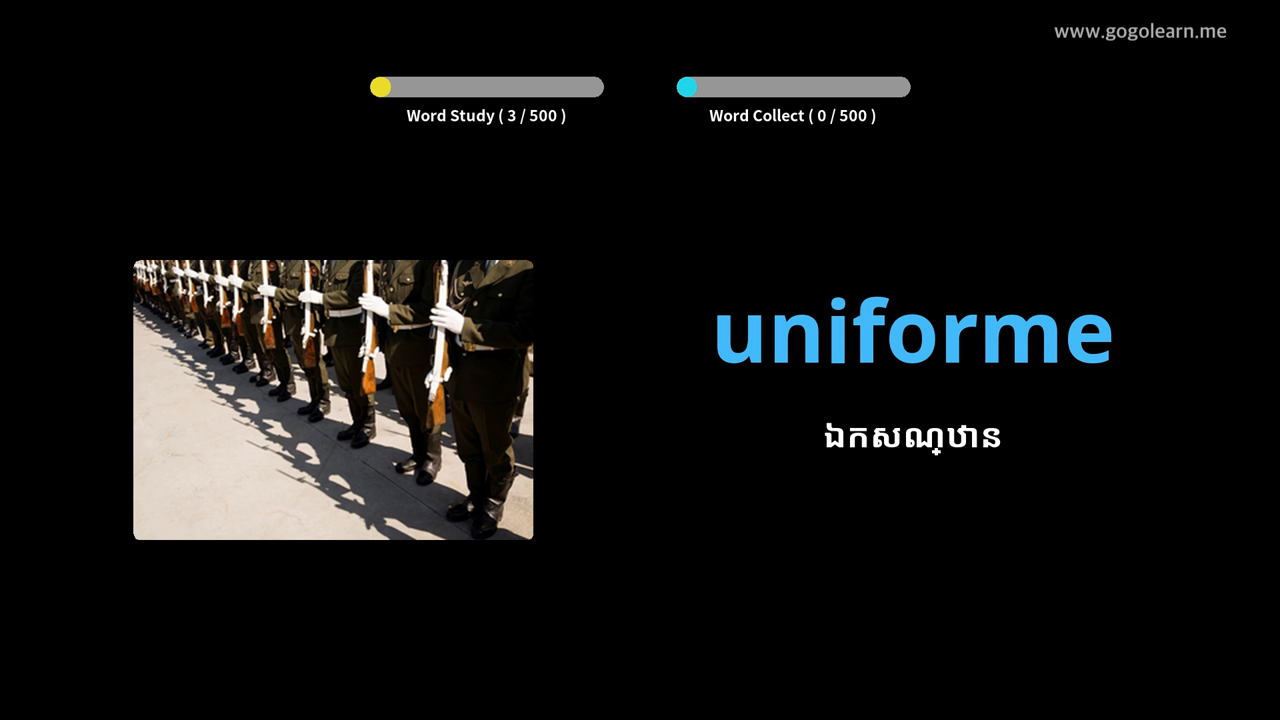 www.gogolearn.me
Word Study ( 3 / 500 )
Word Collect ( 0 / 500 )
uniforme
ឯកសណ្ឋាន